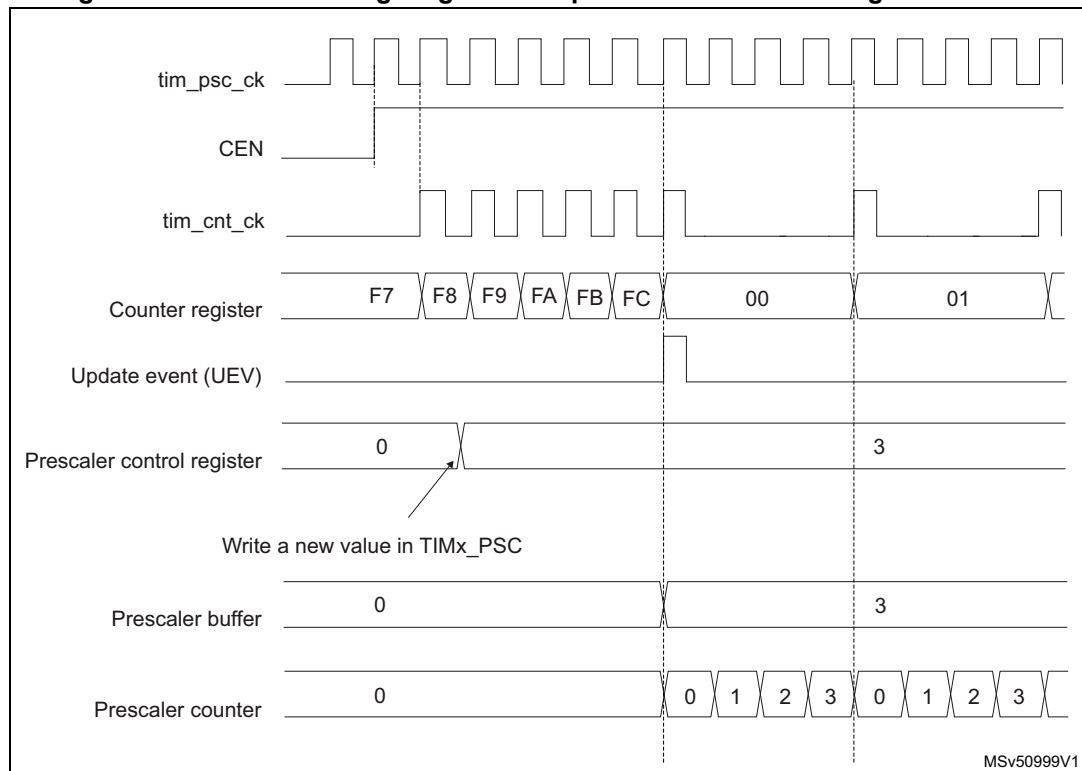 tim_psc_ck
CEN
tim_cnt_ck
Counter register F7 F8 F9 FA FB FC 00 01
Update event (UEV)
Prescaler control register 0 3
Write a new value in TIMx_PSC
Prescaler buffer 0 3
Prescaler counter 0 0 1 2 3 0 1 2 3
MSv50999V1